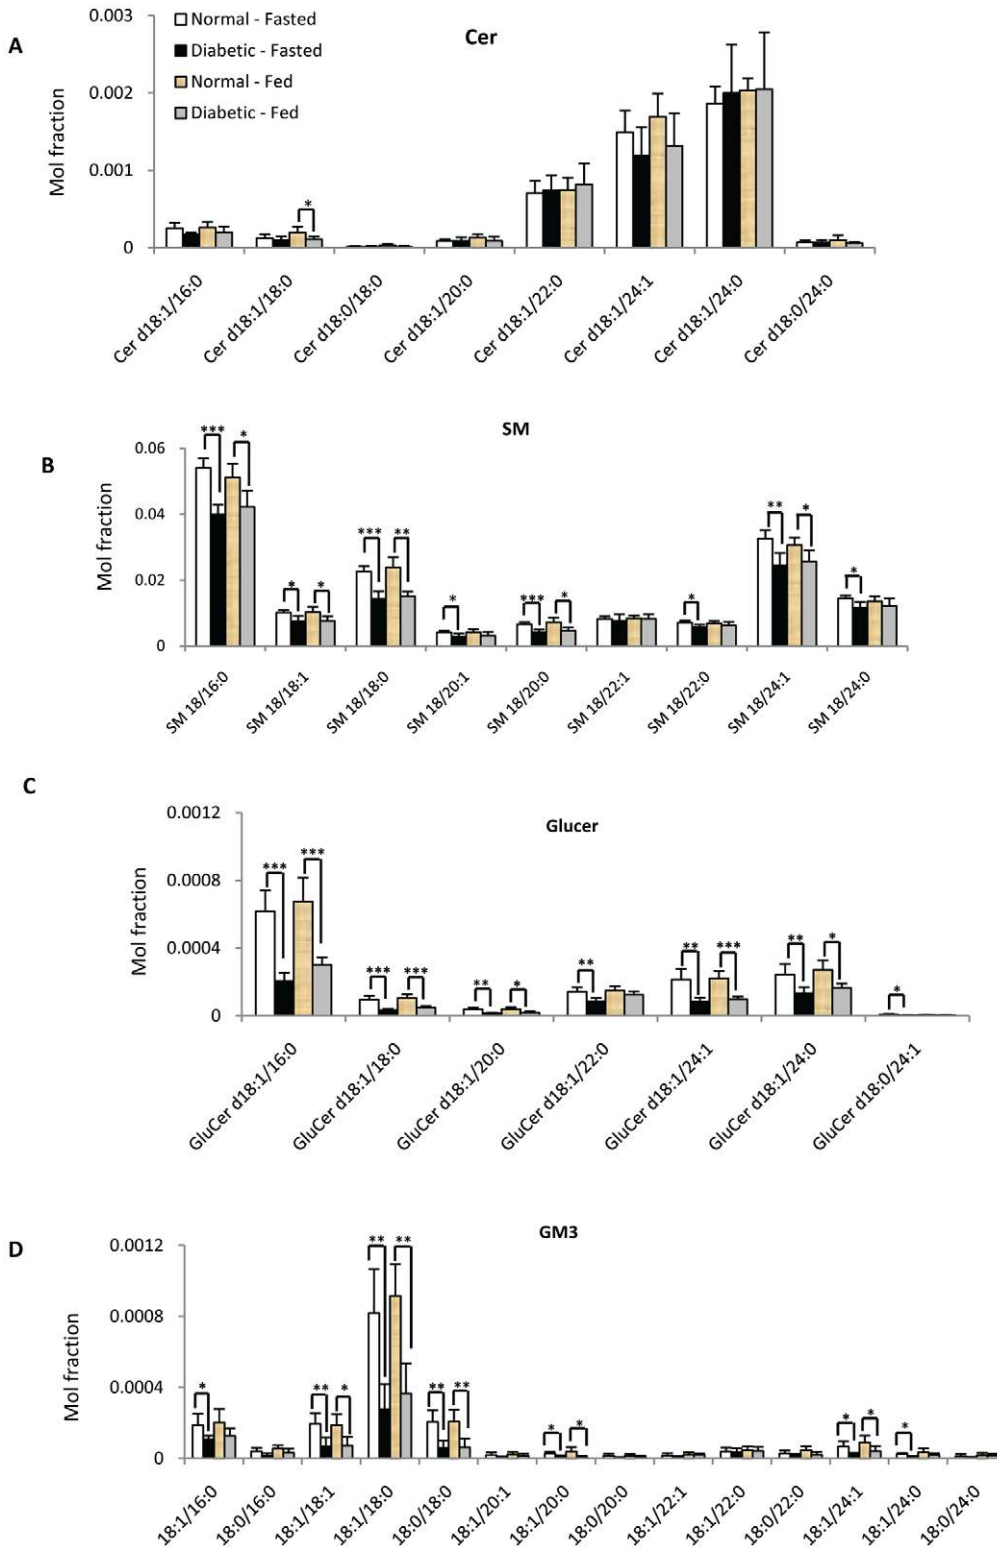 A
Cer
Mol fraction
0.003
0.002
0.001
0
Normal - Fasted
Diabetic - Fasted
Normal - Fed
Diabetic - Fed
*
Cer d18:1/16:0
Cer d18:1/18:0
Cer d18:0/18:0
Cer d18:1/20:0
Cer d18:1/22:0
Cer d18:1/24:1
Cer d18:1/24:0
Cer d18:0/24:0
B
SM
Mol fraction
0.06
0.04
0.02
0
*** * * * *** ** * *** * * ** * *
SM 18/16:0
SM 18/18:1
SM 18/18:0
SM 18/20:1
SM 18/20:0
SM 18/22:1
SM 18/22:0
SM 18/24:1
SM 18/24:0
C
Glucer
Mol fraction
0.0012
0.0008
0.0004
0
*** *** *** *** ** * ** ** *** ** * *
GluCer d18:1/16:0
GluCer d18:1/18:0
GluCer d18:1/20:0
GluCer d18:1/22:0
GluCer d18:1/24:1
GluCer d18:1/24:0
GluCer d18:0/24:1
D
GM3
Mol fraction
0.0012
0.0008
0.0004
0
* ** * ** ** ** ** * * * * *
18:1/16:0
18:0/16:0
18:1/18:1
18:1/18:0
18:0/18:0
18:1/20:1
18:1/20:0
18:0/20:0
18:1/22:1
18:1/22:0
18:0/22:0
18:1/24:1
18:1/24:0
18:0/24:0